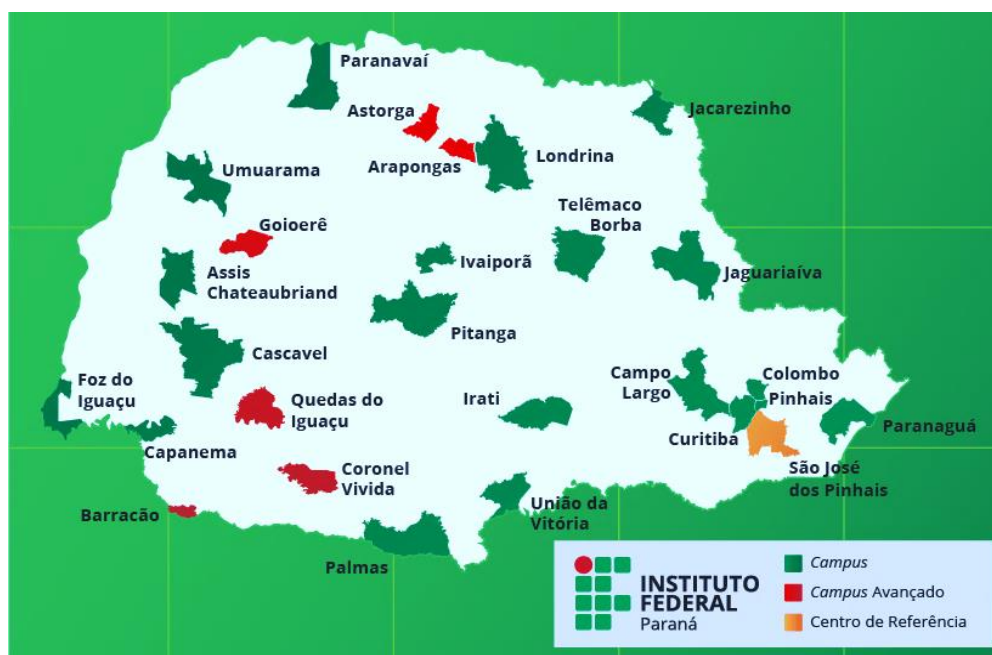 Paranavaí
Astorga
Jacarezinho
Arapongas
Londrina
Umuarama
Telêmaco
Borba
Goioerê
Ivaiporã
Assis
Chateaubriand
Jaguariaíva
Pitanga
Cascavel
Foz do
Iguaçu
Campo
Largo
Colombo
Pinhais
Quedas do
Iguaçu
Irati
Paranaguá
Curitiba
Capanema
Coronel
Vivida
São José
dos Pinhais
União da
Vitória
Barracão
Palmas
INSTITUTO
FEDERAL
Paraná
Campus
Campus Avançado
Centro de Referência